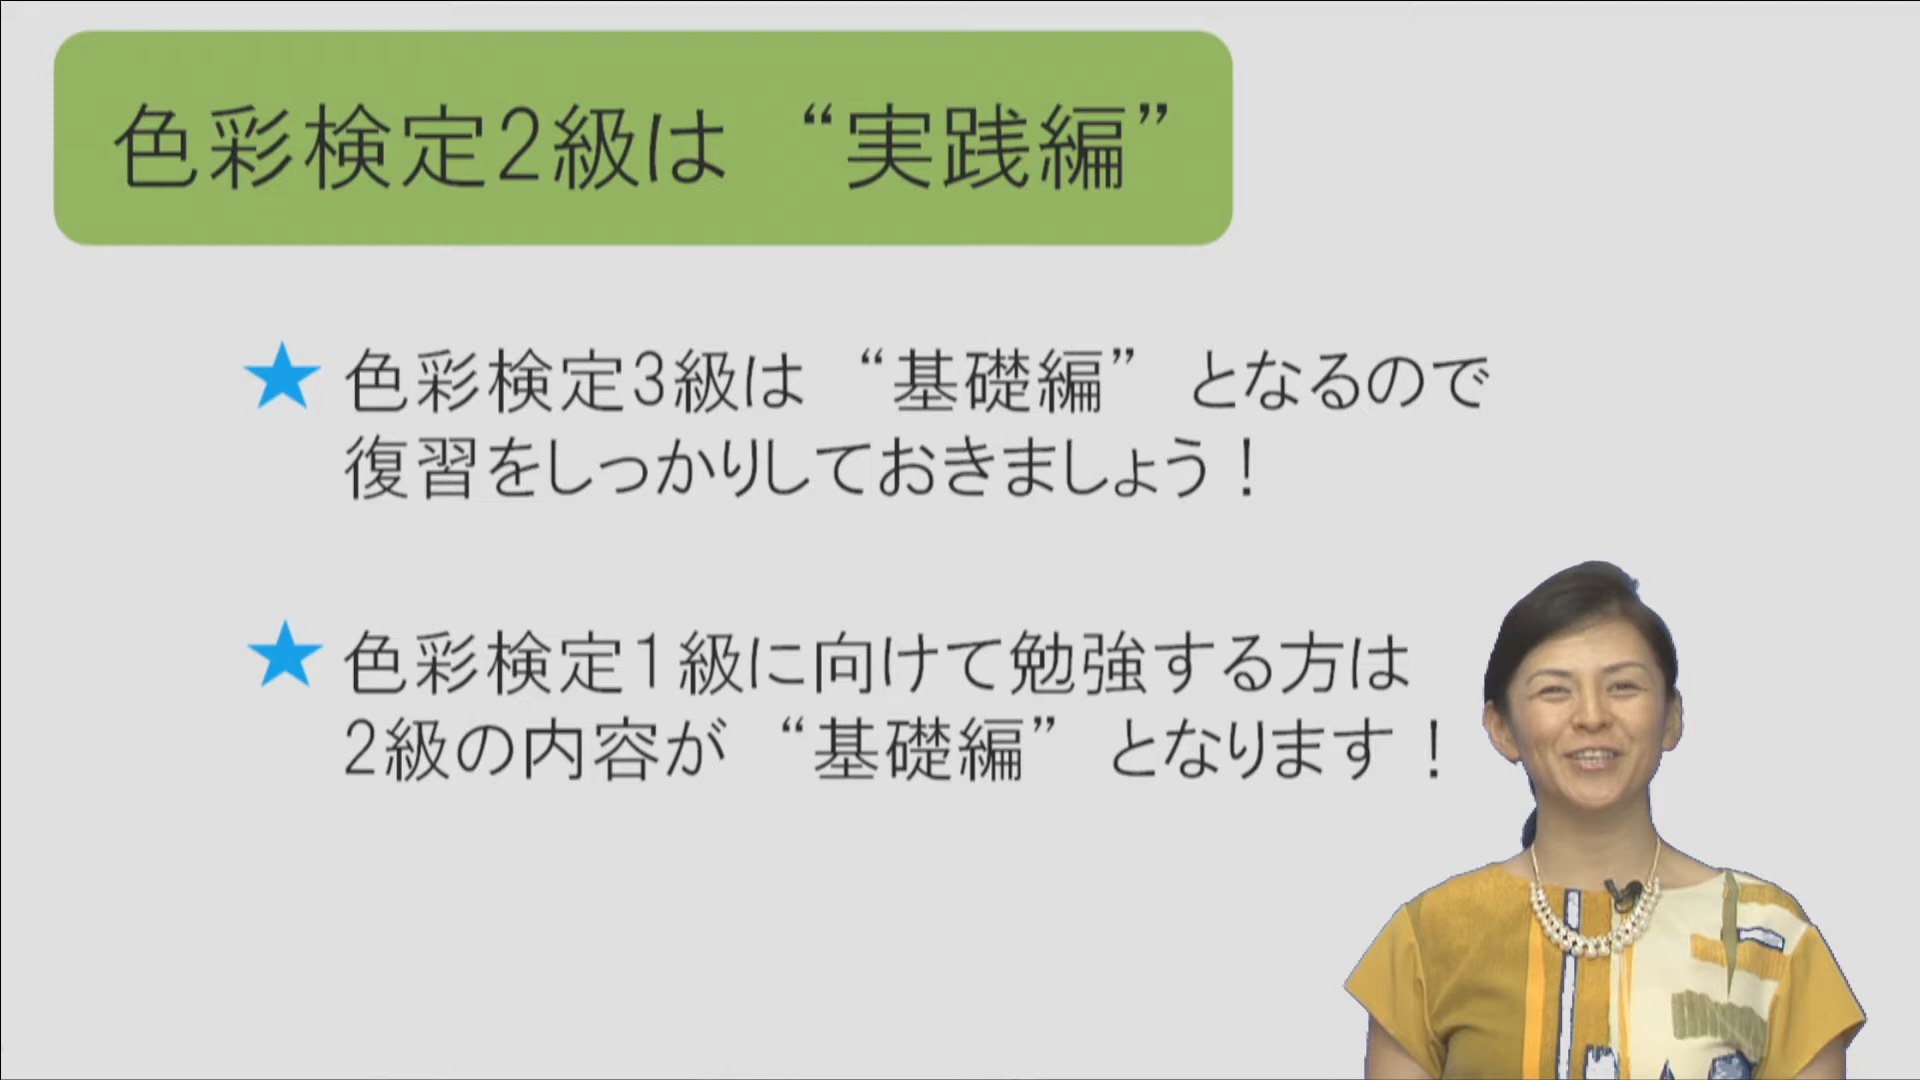 色彩検定2級は “実践編”
★ 色彩検定3級は “基礎編” となるので
復習をしっかりしておきましょう！
★ 色彩検定1級に向けて勉強する方は
2級の内容が “基礎編” となります！